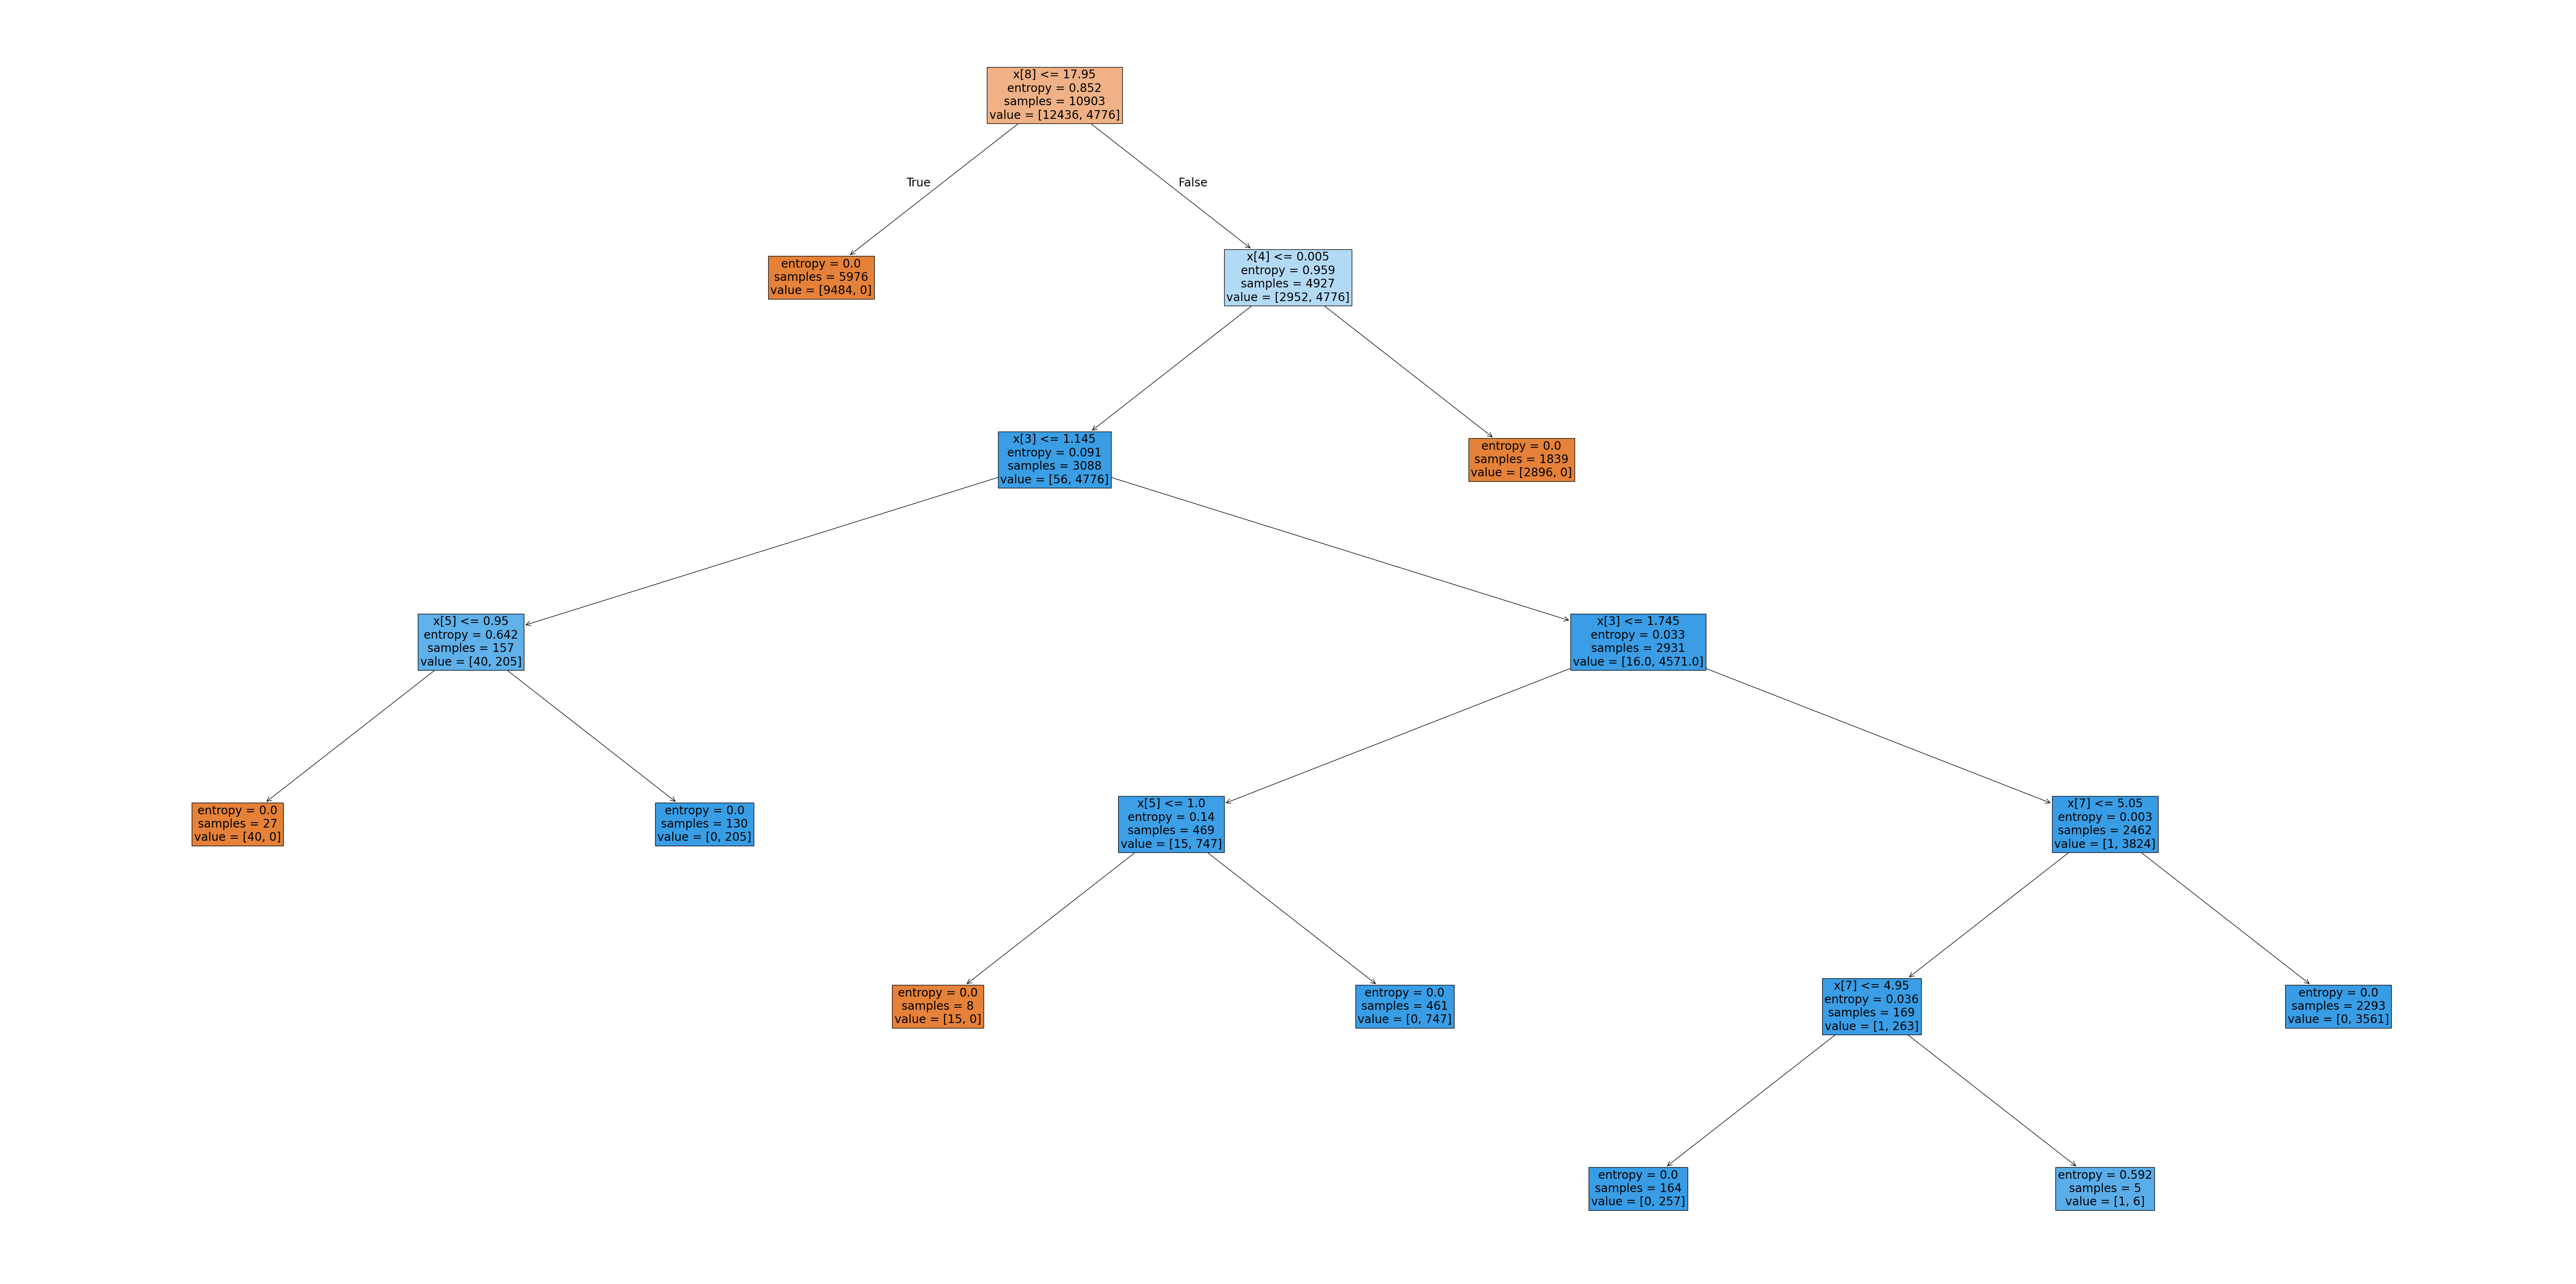 x[8] <= 17.95
entropy = 0.852
samples = 10903
value = [12436, 4776]
True
False
entropy = 0.0
samples = 5976
value = [9484, 0]
x[4] <= 0.005
entropy = 0.959
samples = 4927
value = [2952, 4776]
x[3] <= 1.145
entropy = 0.091
samples = 3088
value = [56, 4776]
entropy = 0.0
samples = 1839
value = [2896, 0]
x[5] <= 0.95
entropy = 0.642
samples = 157
value = [40, 205]
x[3] <= 1.745
entropy = 0.033
samples = 2931
value = [16.0, 4571.0]
entropy = 0.0
samples = 27
value = [40, 0]
entropy = 0.0
samples = 130
value = [0, 205]
x[5] <= 1.0
entropy = 0.14
samples = 469
value = [15, 747]
x[7] <= 5.05
entropy = 0.003
samples = 2462
value = [1, 3824]
entropy = 0.0
samples = 8
value = [15, 0]
entropy = 0.0
samples = 461
value = [0, 747]
x[7] <= 4.95
entropy = 0.036
samples = 169
value = [1, 263]
entropy = 0.0
samples = 2293
value = [0, 3561]
entropy = 0.0
samples = 164
value = [0, 257]
entropy = 0.592
samples = 5
value = [1, 6]